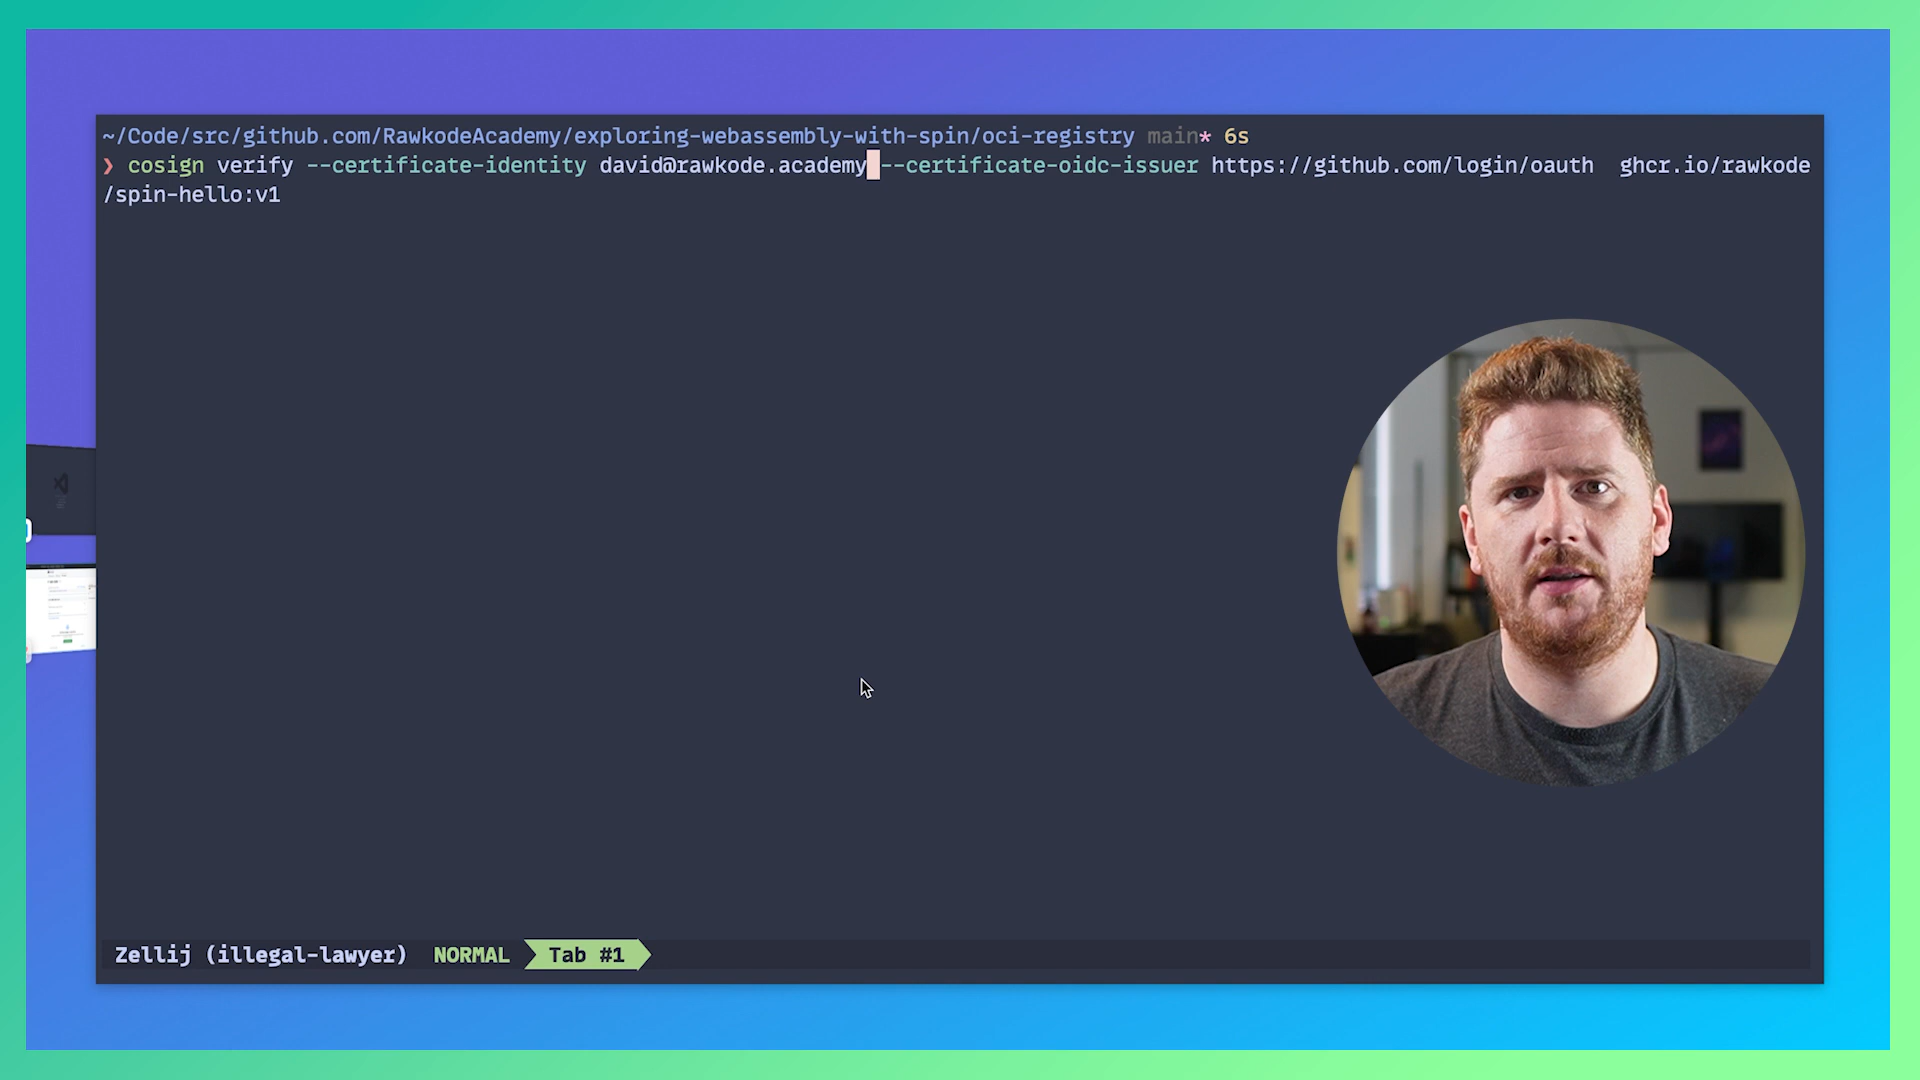 ~/Code/src/github.com/RawkodeAcademy/exploring-webassembly-with-spin/oci-registry main* 6s
❯ cosign verify --certificate-identity david@rawkode.academy --certificate-oidc-issuer https://github.com/login/oauth  ghcr.io/rawkode
/spin-hello:v1
Zellij (illegal-lawyer) NORMAL Tab #1